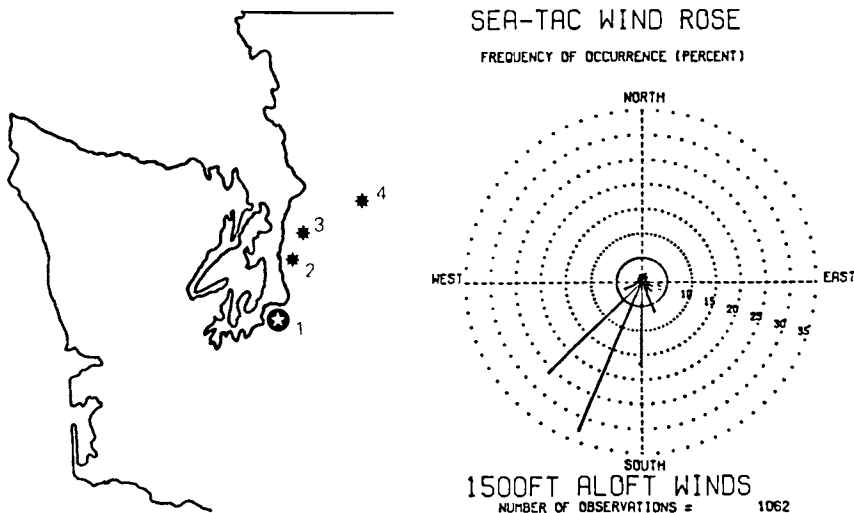 SEA-TAC WIND ROSE
FREQUENCY OF OCCURRENCE (PERCENT)
NORTH
4
3
2
1
WEST
EAST
10
15
20
25
30
35
SOUTH
1500FT ALOFT WINDS
NUMBER OF OBSERVATIONS = 1062